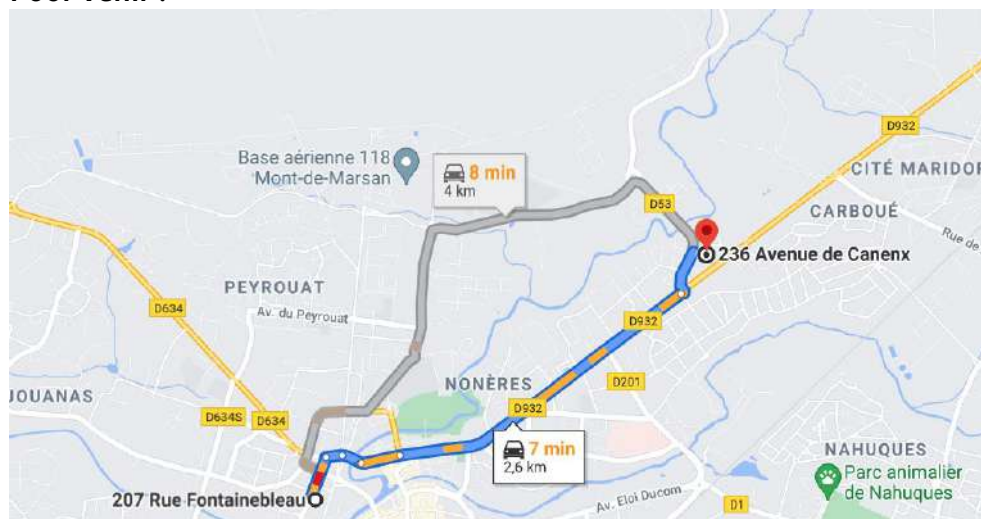 D932
Base aérienne 118
Mont-de-Marsan
8 min
4 km
CITÉ MARIDOR
D53
CARBOUÉ
Rue de
236 Avenue de Canenx
PEYROUAT
D634
Av. du Peyrouat
D932
NONÈRES
D201
JOUANAS
D634S
D634
D932
7 min
2,6 km
NAHUQUES
Parc animalier
de Nahuques
207 Rue Fontainebleau
Av. Eloi Ducom
D1